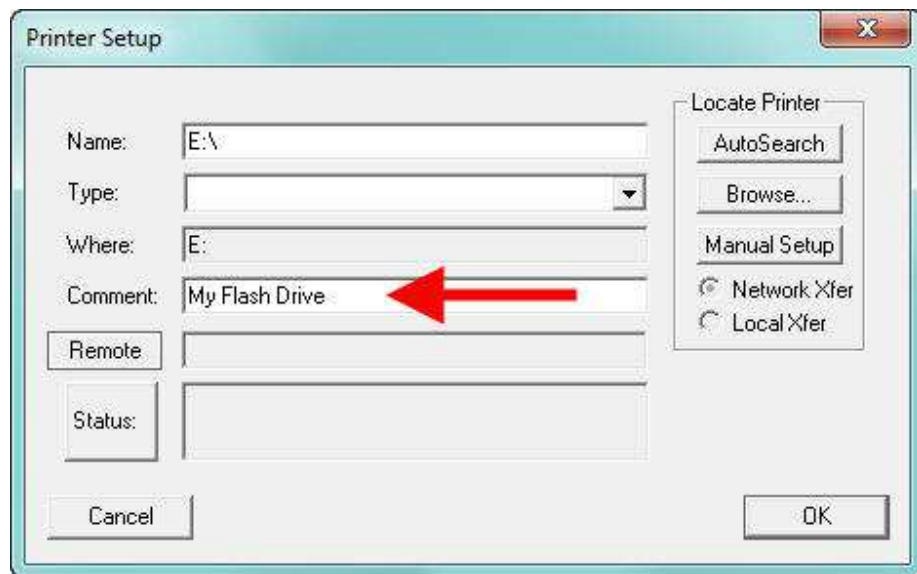 Printer Setup
X
Name: E:\
Type:
Where: E:
Comment: My Flash Drive
Remote
Status:
Cancel
Locate Printer
AutoSearch
Browse...
Manual Setup
Network Xfer
Local Xfer
OK